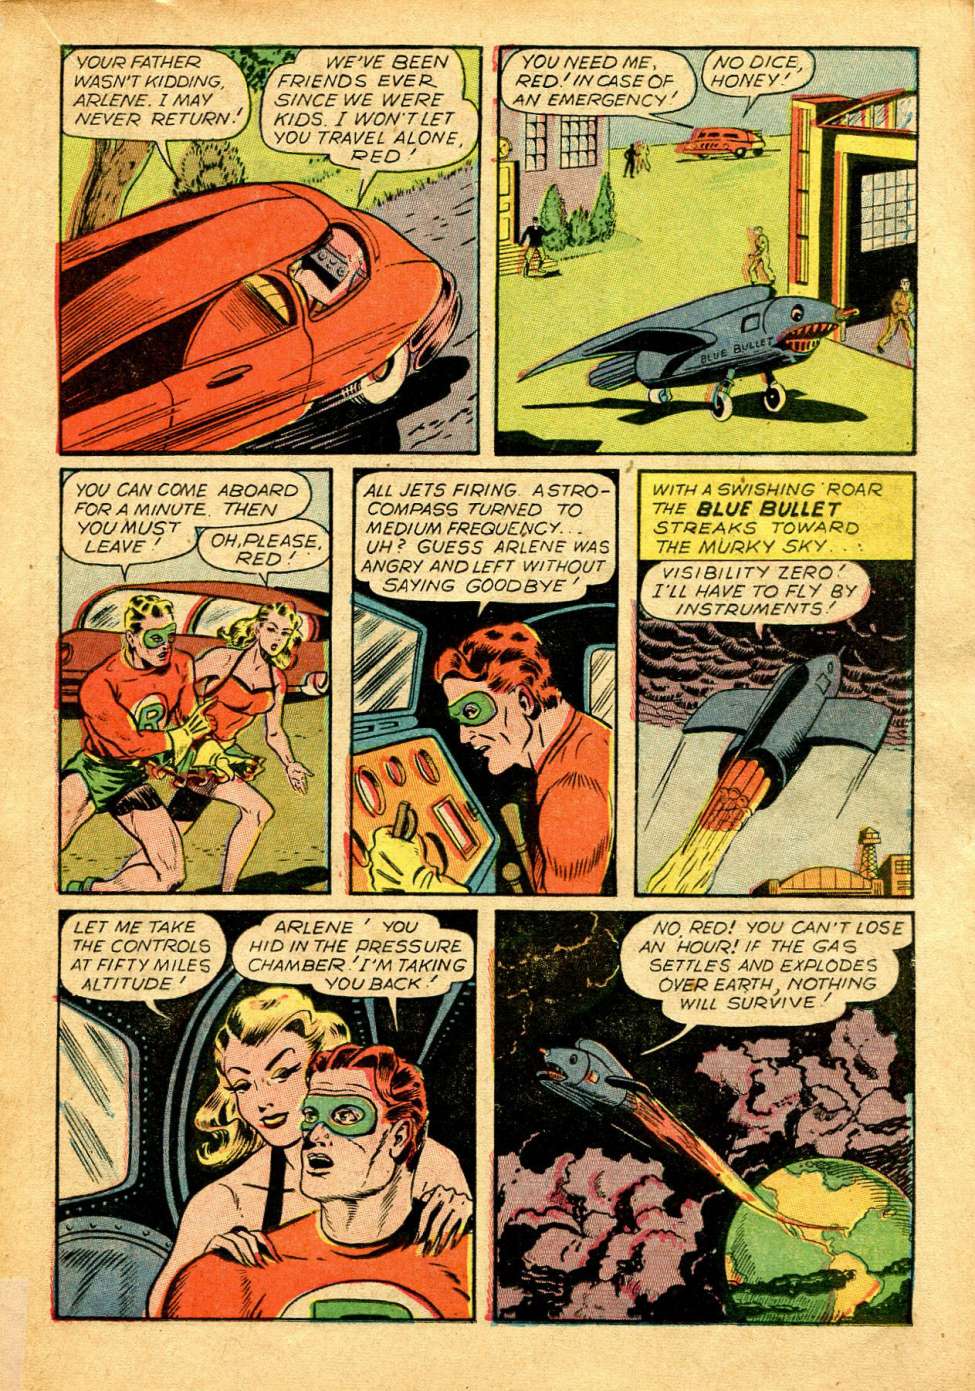 YOUR FATHER
WASN'T KIDDING,
ARLENE. I MAY
NEVER RETURN!
WE'VE BEEN
FRIENDS EVER
SINCE WE WERE
KIDS. I WON'T LET
YOU TRAVEL ALONE,
RED!
YOU NEED ME,
RED! IN CASE OF
AN EMERGENCY!
NO DICE,
HONEY!
BLUE BULLET
YOU CAN COME ABOARD
FOR A MINUTE. THEN
YOU MUST
LEAVE!
OH, PLEASE,
RED!
R
ALL JETS FIRING. ASTRO-
COMPASS TURNED TO
MEDIUM FREQUENCY...
UH? GUESS ARLENE WAS
ANGRY AND LEFT WITHOUT
SAYING GOODBYE!
WITH A SWISHING ROAR
THE BLUE BULLET
STREAKS TOWARD
THE MURKY SKY...
VISIBILITY ZERO!
I'LL HAVE TO FLY BY
INSTRUMENTS!
LET ME TAKE
THE CONTROLS
AT FIFTY MILES
ALTITUDE!
ARLENE! YOU
HID IN THE PRESSURE
CHAMBER! I'M TAKING
YOU BACK!
NO, RED! YOU CAN'T LOSE
AN HOUR! IF THE GAS
SETTLES AND EXPLODES
OVER EARTH, NOTHING
WILL SURVIVE!